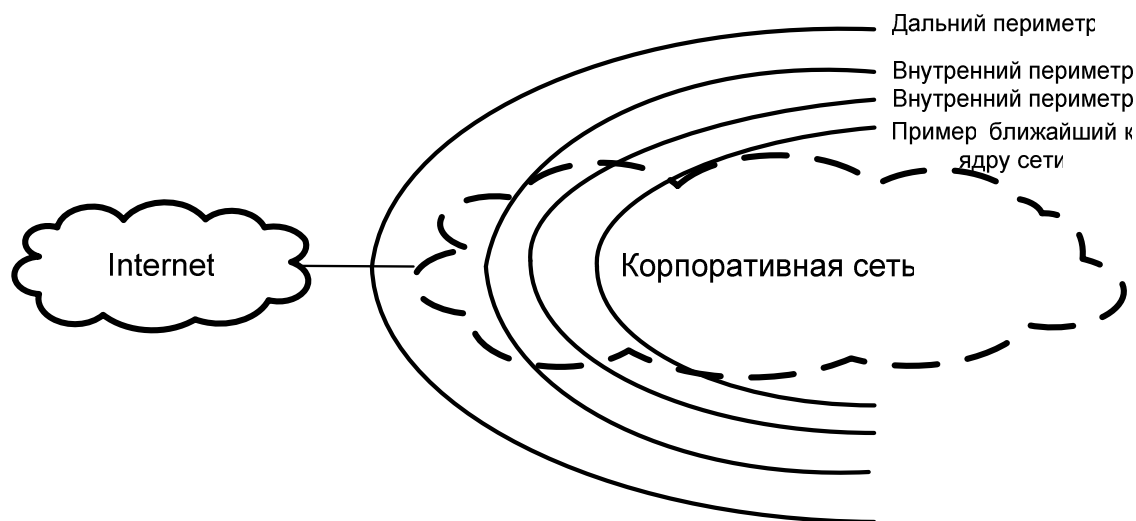 Дальний периметр
Внутренний периметр
Внутренний периметр
Пример ближайший к
ядру сети
Internet
Корпоративная сеть